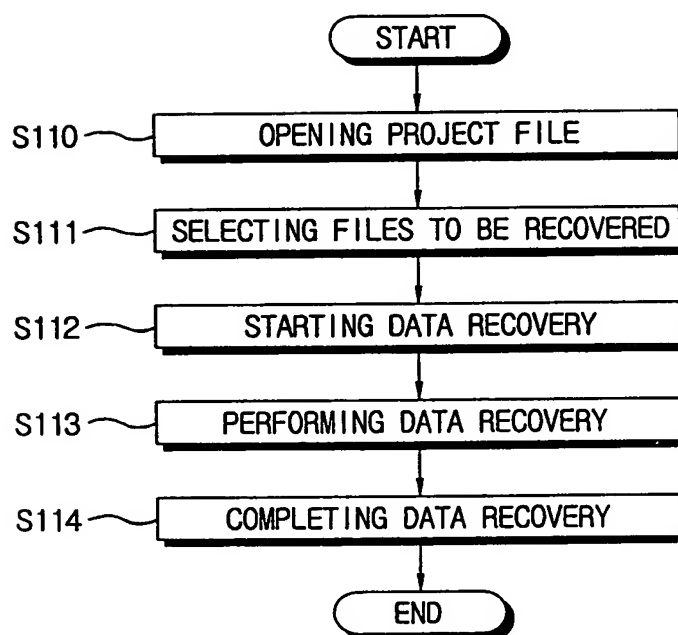 START
S110 OPENING PROJECT FILE
S111 SELECTING FILES TO BE RECOVERED
S112 STARTING DATA RECOVERY
S113 PERFORMING DATA RECOVERY
S114 COMPLETING DATA RECOVERY
END